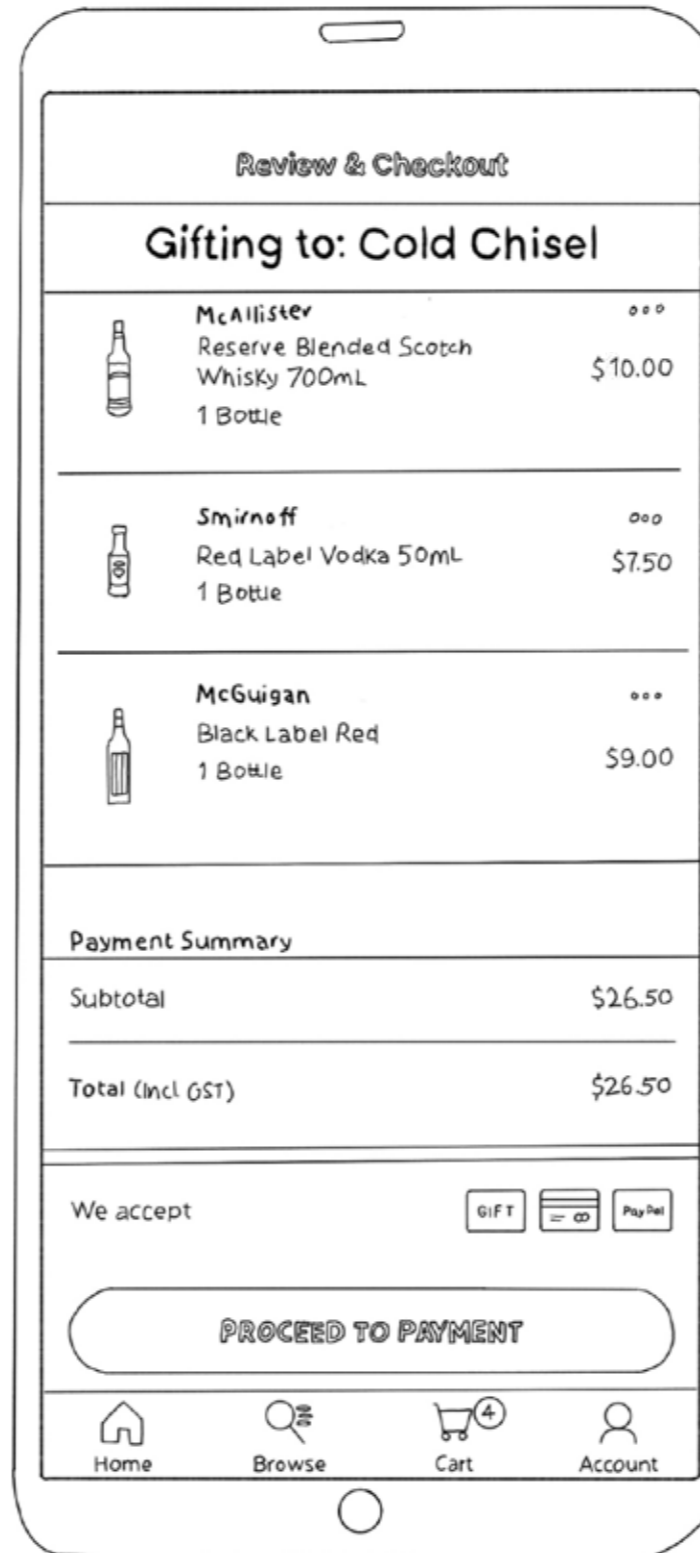 Review & Checkout
Gifting to: Cold Chisel
McAllister
Reserve Blended Scotch
Whisky 700mL
$10.00
1 Bottle
Smirnoff
Red Label Vodka 50mL
$7.50
1 Bottle
McGuigan
Black Label Red
$9.00
1 Bottle
Payment Summary
Subtotal $26.50
Total (Incl GST) $26.50
We accept GIFT PayPal
PROCEED TO PAYMENT
4
Home Browse Cart Account